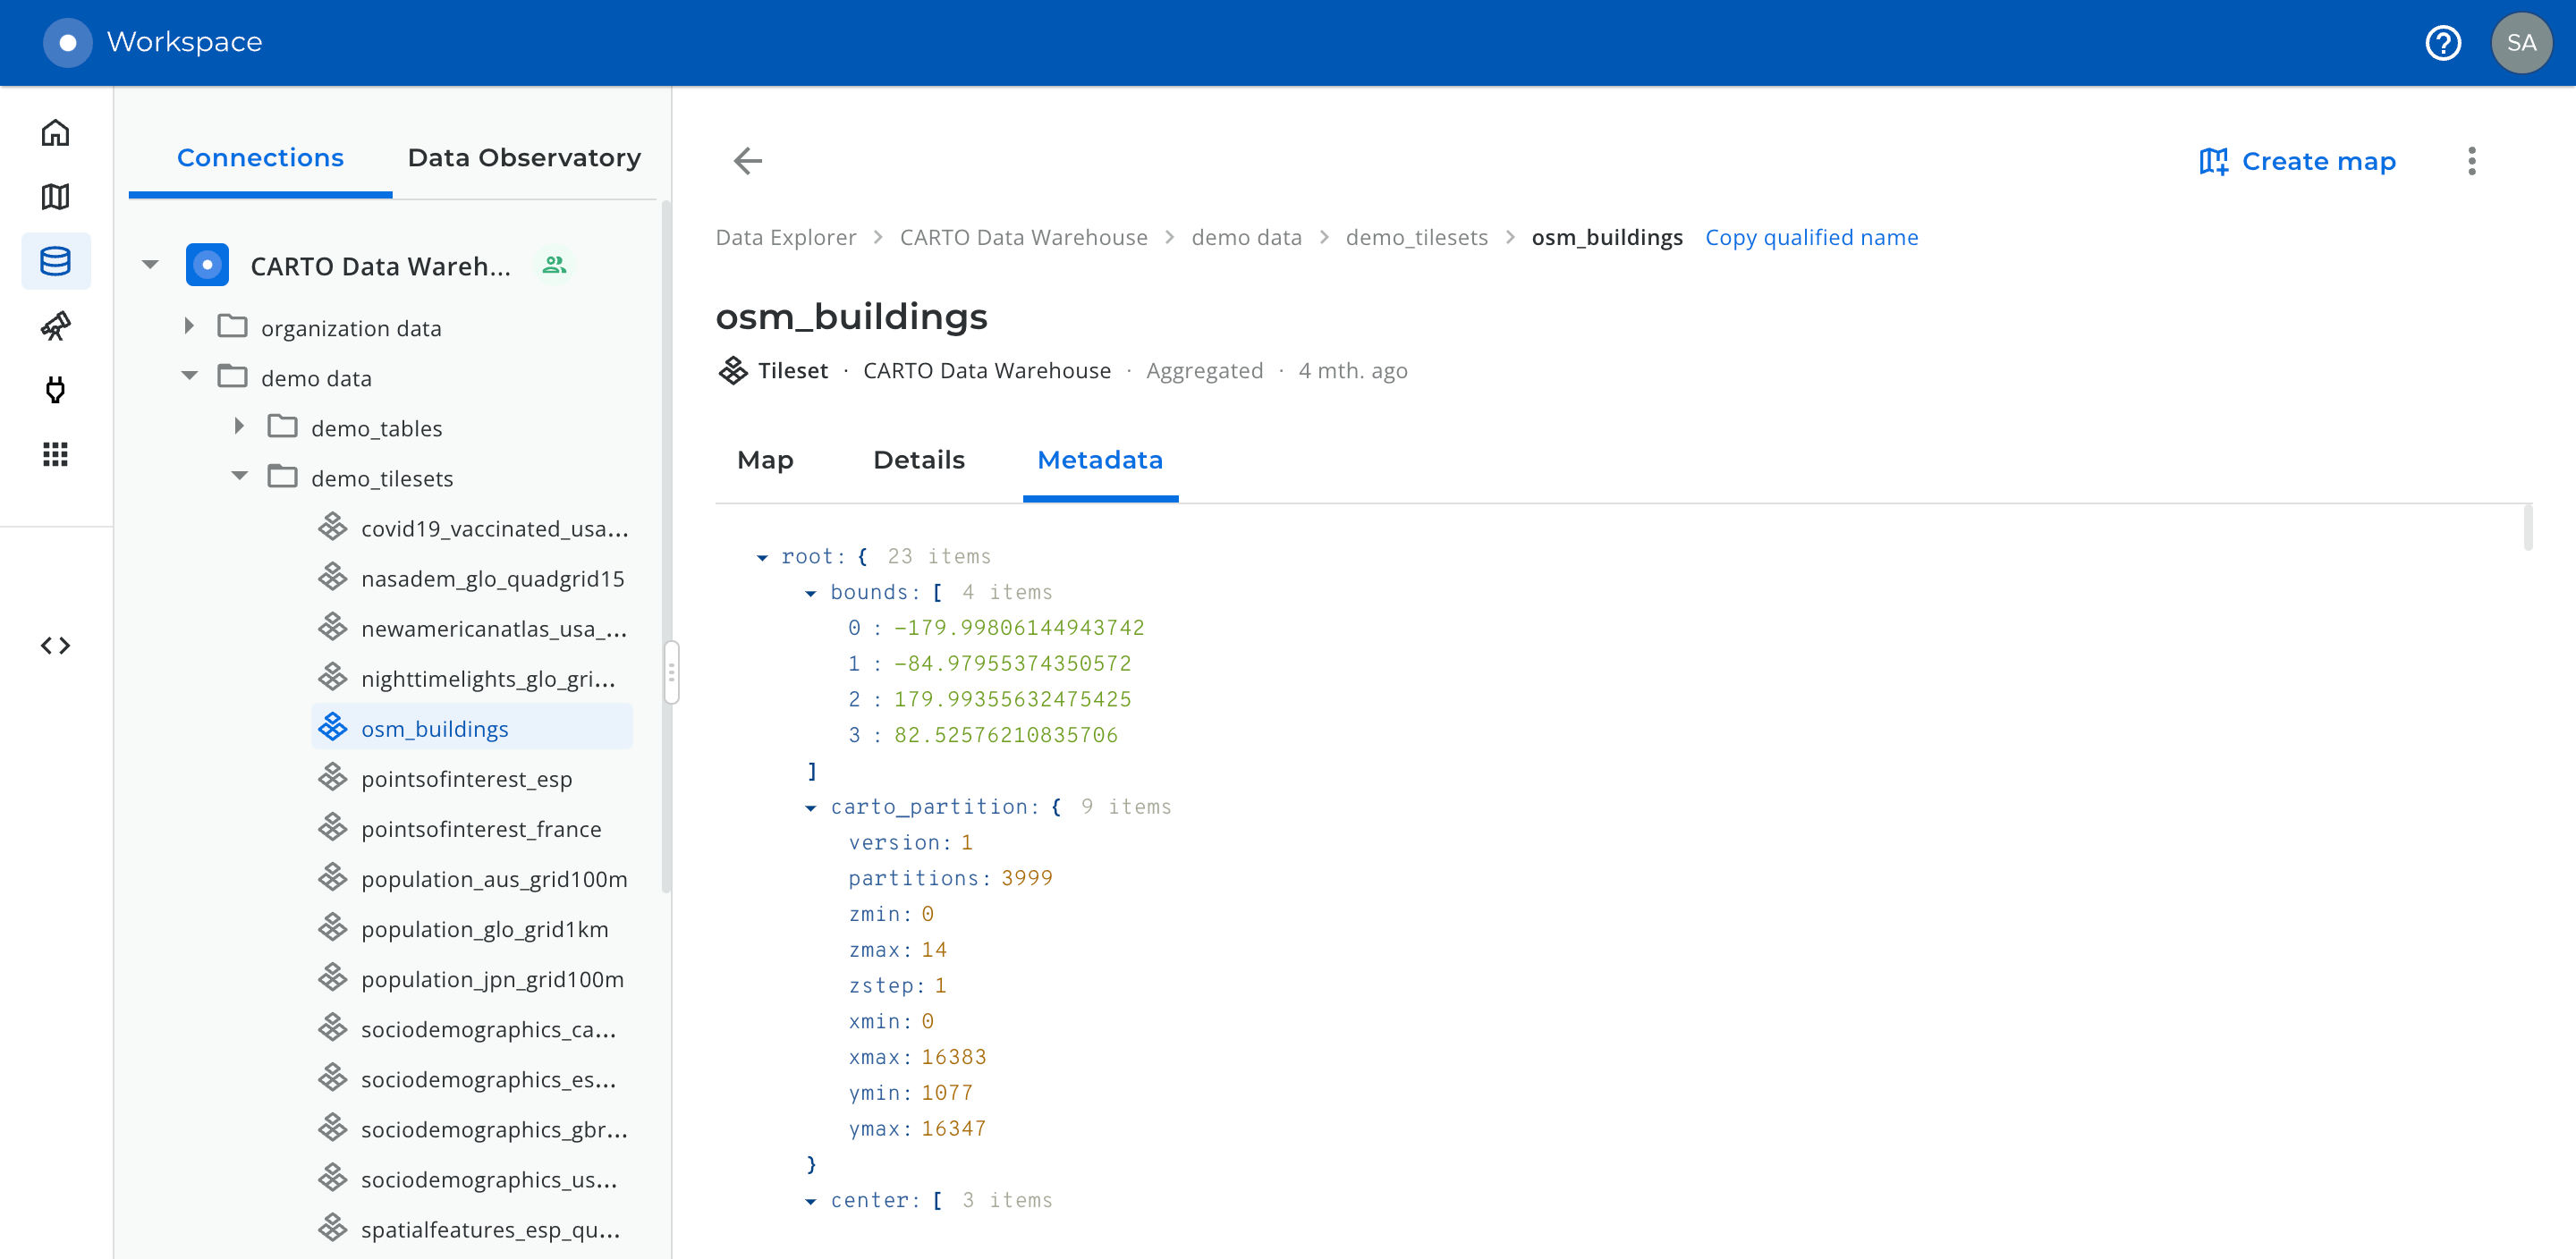 Workspace
SA
Connections
Data Observatory
CARTO Data Wareh...
organization data
demo data
demo_tables
demo_tilesets
covid19_vaccinated_usa...
nasadem_glo_quadgrid15
newamericanatlas_usa_...
nighttimelights_glo_gri...
osm_buildings
pointsofinterest_esp
pointsofinterest_france
population_aus_grid100m
population_glo_grid1km
population_jpn_grid100m
sociodemographics_ca...
sociodemographics_es...
sociodemographics_gbr...
sociodemographics_us...
spatialfeatures_esp_qu...
Create map
Data Explorer > CARTO Data Warehouse > demo data > demo_tilesets > osm_buildings Copy qualified name
osm_buildings
Tileset · CARTO Data Warehouse · Aggregated · 4 mth. ago
Map Details Metadata
root: { 23 items
bounds: [ 4 items
0 : -179.99806144943742
1 : -84.97955374350572
2 : 179.99355632475425
3 : 82.52576210835706
]
carto_partition: { 9 items
version: 1
partitions: 3999
zmin: 0
zmax: 14
zstep: 1
xmin: 0
xmax: 16383
ymin: 1077
ymax: 16347
}
center: [ 3 items